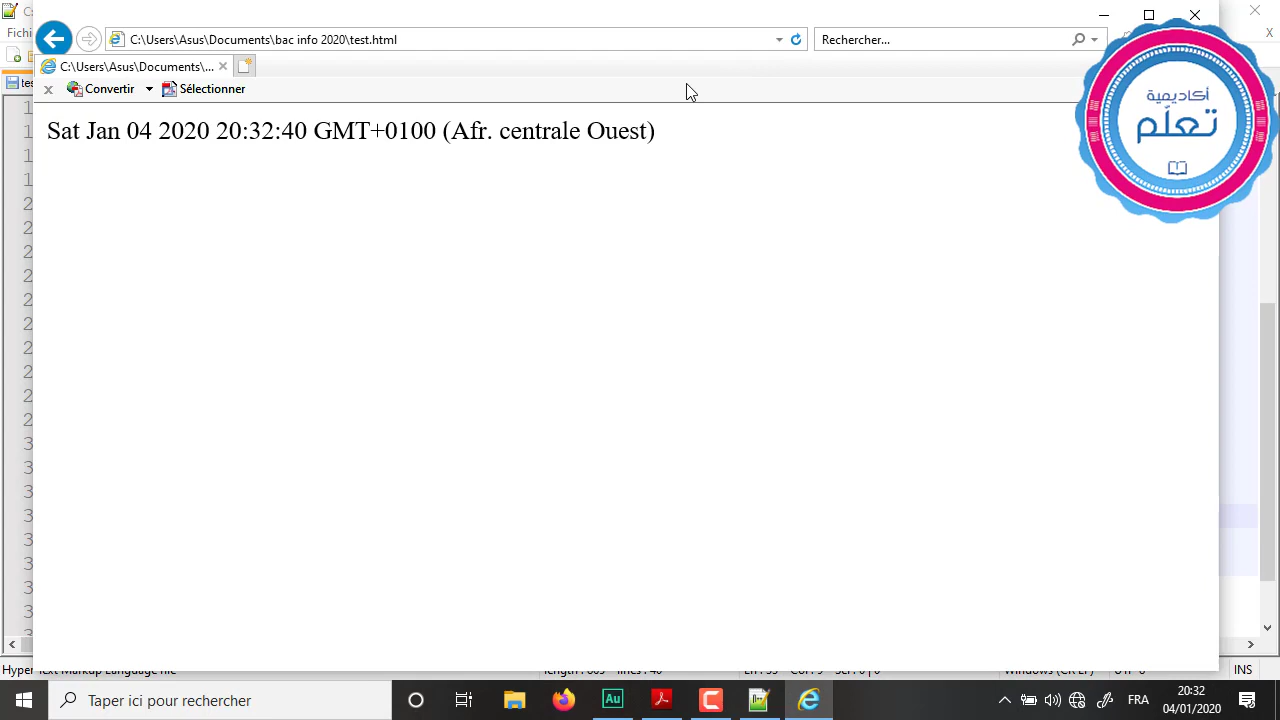 C:\Users\Asus\Documents\bac info 2020\test.html
Rechercher...
C:\Users\Asus\Documents\...
Convertir
Sélectionner
Sat Jan 04 2020 20:32:40 GMT+0100 (Afr. centrale Ouest)
أكاديمية
تعلّم
Fichi
INS
Taper ici pour rechercher
Au
FRA
20:32
04/01/2020